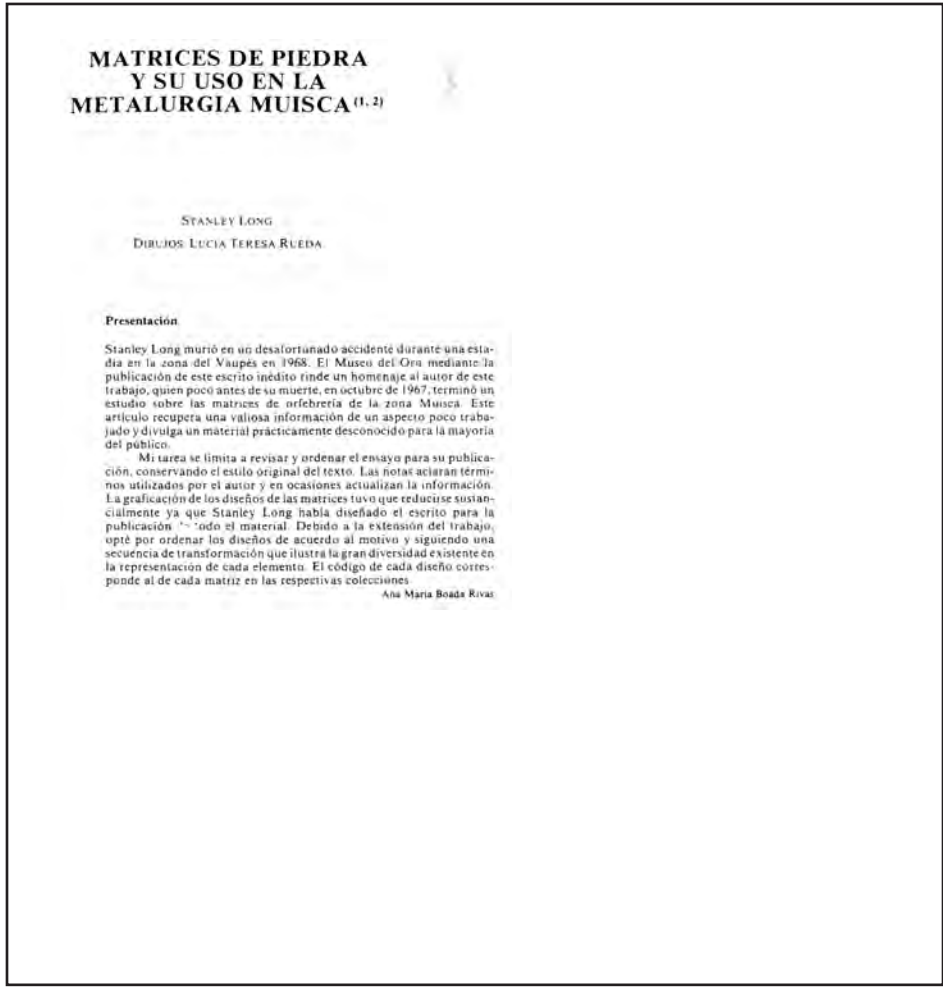 MATRICES DE PIEDRA
Y SU USO EN LA
METALURGIA MUISCA (1, 2)
STANLEY LONG
DIBUJOS: LUCIA TERESA RUEDA
Presentación
Stanley Long murió en un desafortunado accidente durante una esta-
día en la zona del Vaupés en 1968. El Museo del Oro mediante la
publicación de este escrito inédito rinde un homenaje al autor de este
trabajo, quien poco antes de su muerte, en octubre de 1967, terminó un
estudio sobre las matrices de orfebrería de la zona Muisca. Este
artículo recupera una valiosa información de un aspecto poco traba-
jado y divulga un material prácticamente desconocido para la mayoría
del público.
Mi tarea se limita a revisar y ordenar el ensayo para su publica-
ción, conservando el estilo original del texto. Las notas aclaran térmi-
nos utilizados por el autor y en ocasiones actualizan la información.
La graficación de los diseños de las matrices tuvo que reducirse sustan-
cialmente ya que Stanley Long había diseñado el escrito para la
publicación todo el material. Debido a la extensión del trabajo,
opté por ordenar los diseños de acuerdo al motivo y siguiendo una
secuencia de transformación que ilustra la gran diversidad existente en
la representación de cada elemento. El código de cada diseño corres-
ponde al de cada matriz en las respectivas colecciones
Ana María Boada Rivas